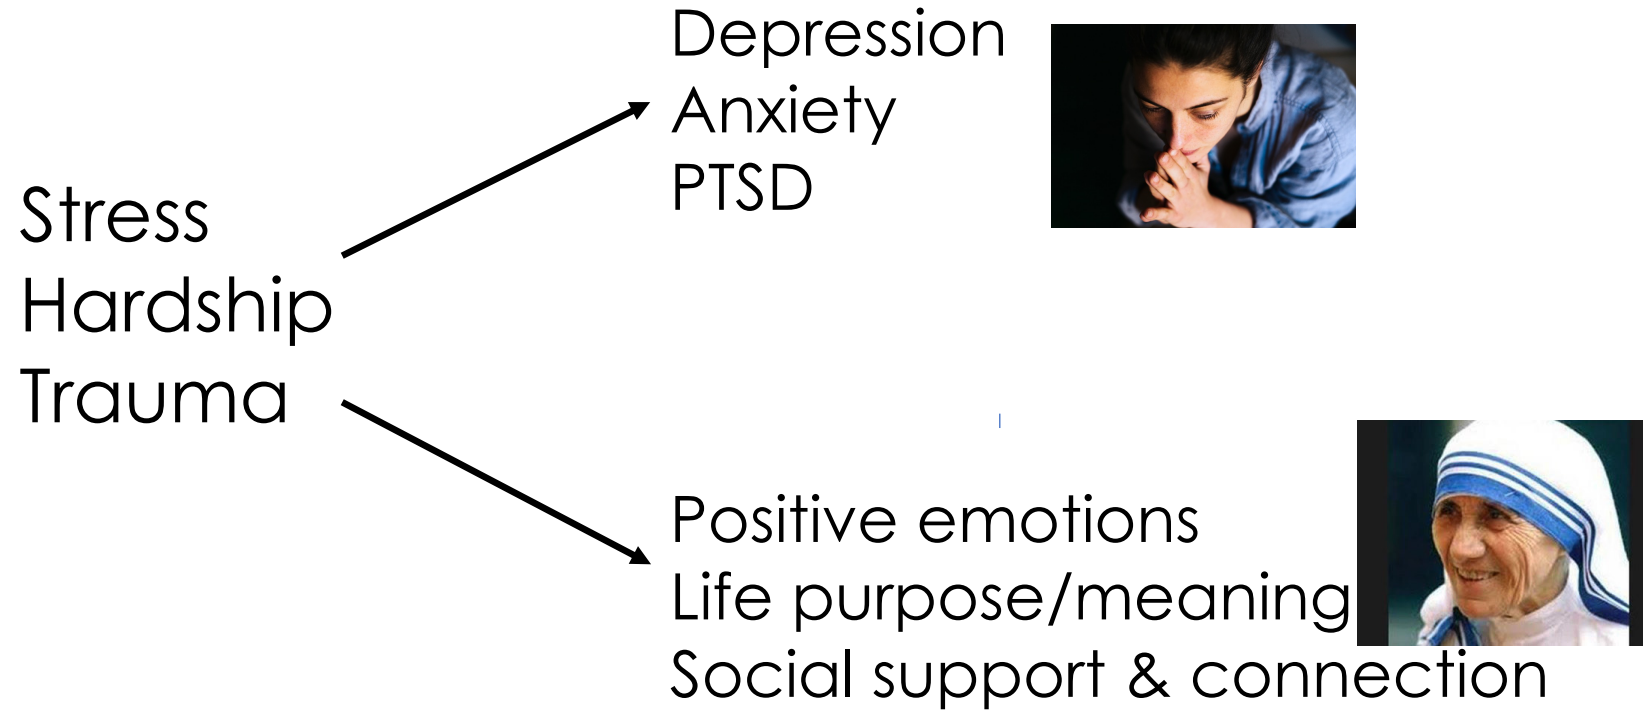 Stress
Hardship
Trauma
Depression
Anxiety
PTSD
Positive emotions
Life purpose/meaning
Social support & connection